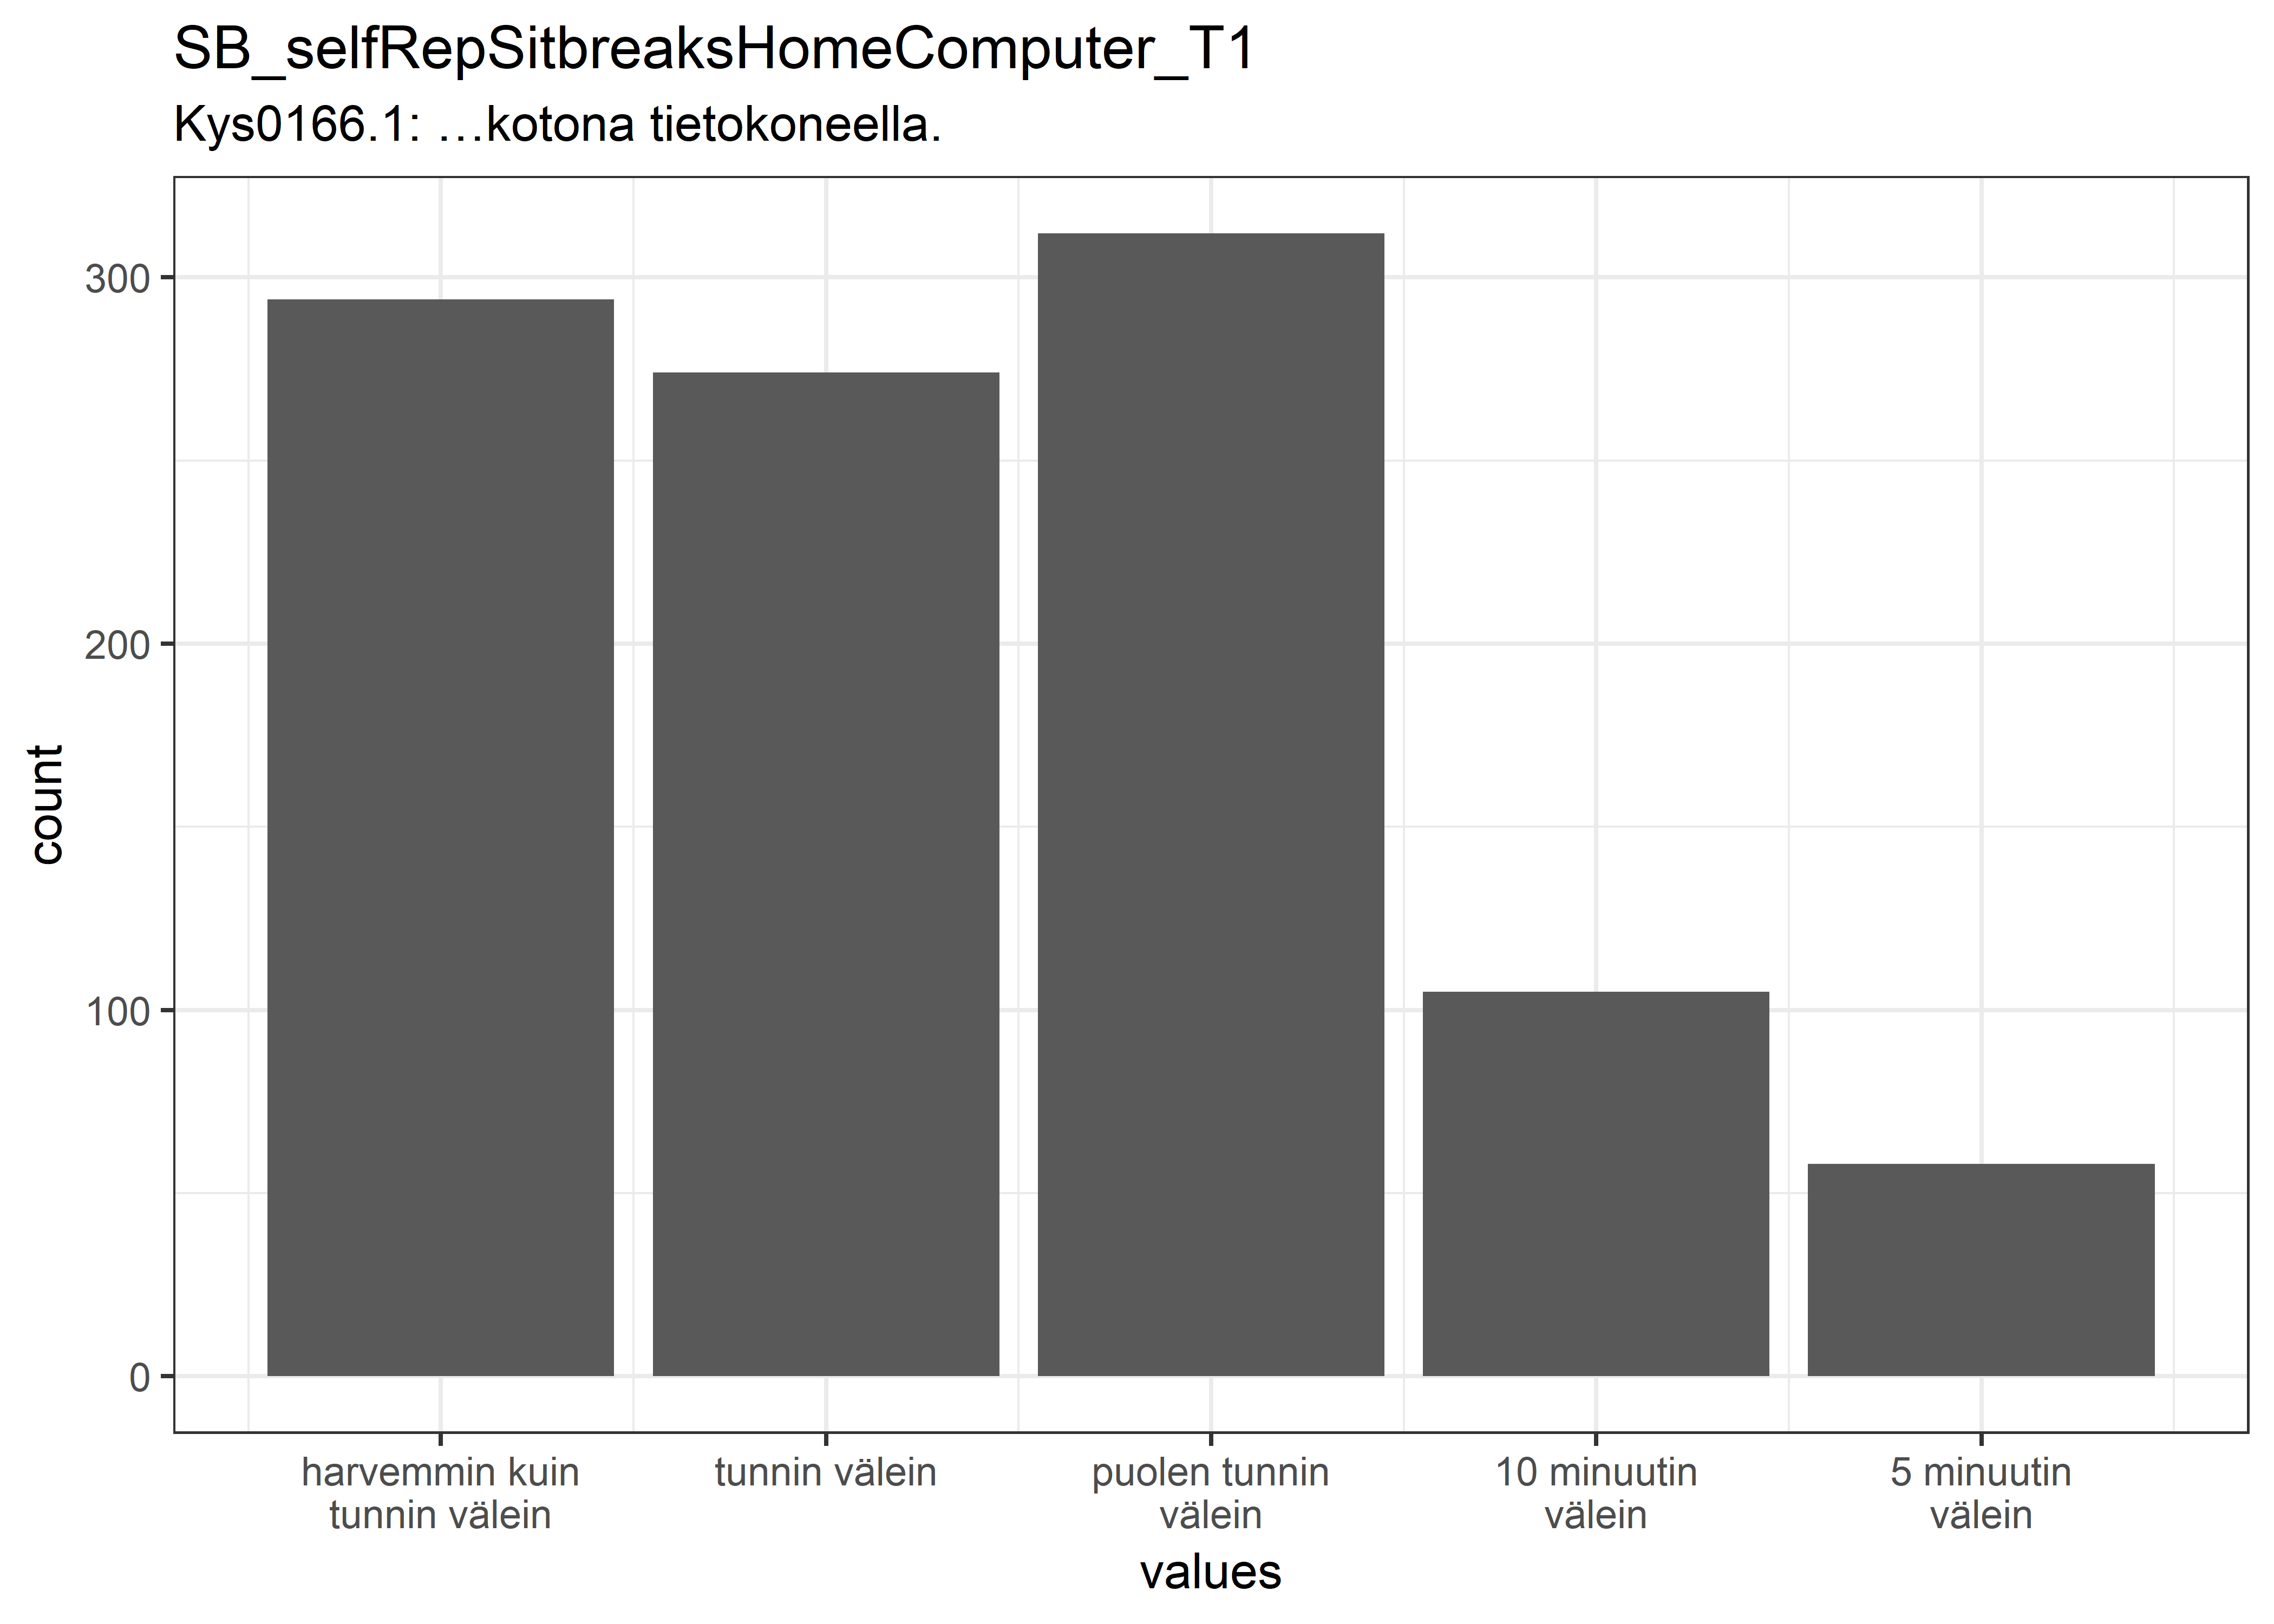 SB_selfRepSitbreaksHomeComputer_T1
Kys0166.1: …kotona tietokoneella.
300
200
100
0
count
harvemmin kuin
tunnin välein
tunnin välein
puolen tunnin
välein
10 minuutin
välein
5 minuutin
välein
values